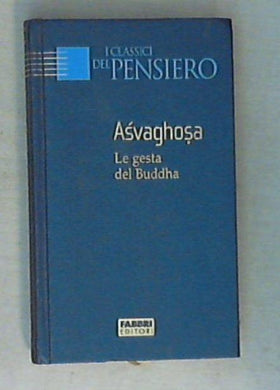 I CLASSICI
DEL PENSIERO
Aśvaghoṣa
Le gesta
del Buddha
FABBRI
EDITORI